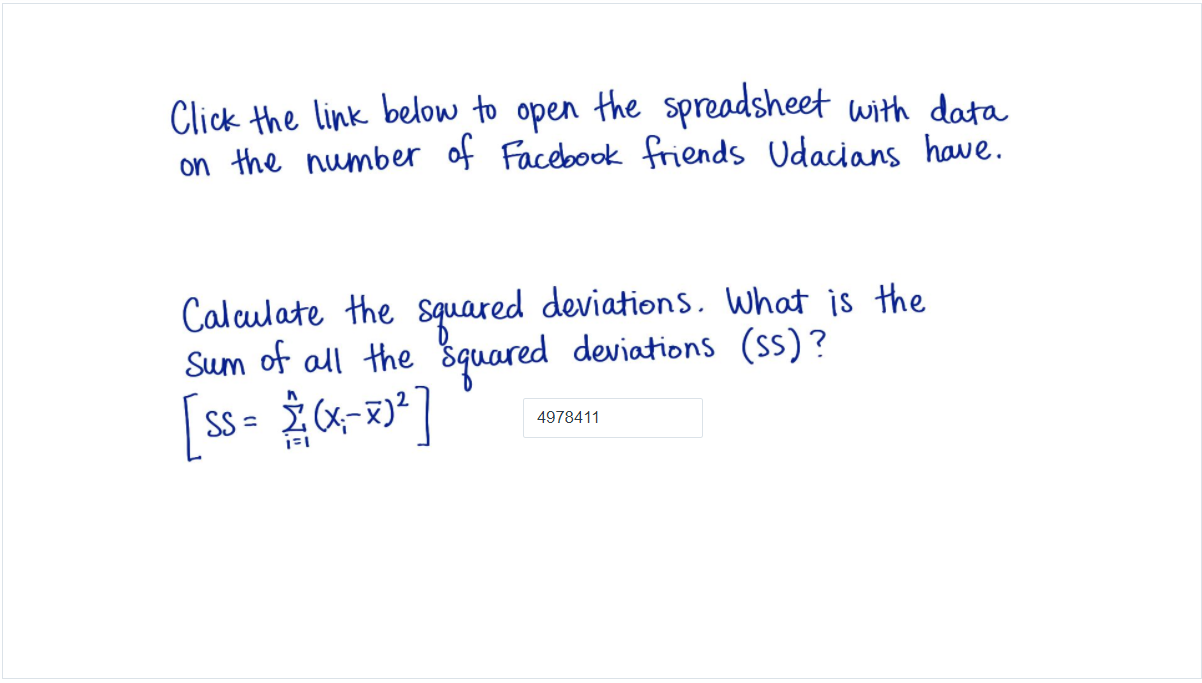 Click the link below to open the spreadsheet with data
on the number of Facebook friends Udacians have.
Calculate the squared deviations. What is the
sum of all the squared deviations (SS)?
[SS = n∑i=1 (xᵢ-x̄)²]
4978411